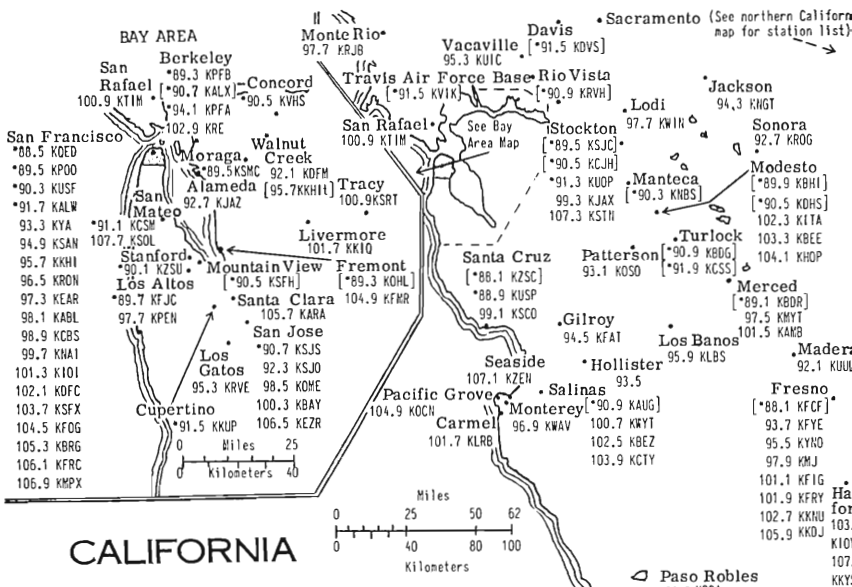 BAY AREA
Berkeley
*89.3 KPFB
[*90.7 KALX]
94.1 KPFA
102.9 KRE
San
Rafael
100.9 KTIM
Concord
90.5 KVHS
San Francisco
*88.5 KQED
*89.5 KPOO
*90.3 KUSF
*91.7 KALW
93.3 KYA
94.9 KSAN
95.7 KKHI
96.5 KRON
97.3 KEAR
98.1 KABL
98.9 KCBS
99.7 KNAI
101.3 KIOI
102.1 KDFC
103.7 KSFX
104.5 KFOG
105.3 KBRG
106.1 KFRC
106.9 KMPX
Moraga
*89.5 KSMC
Walnut
Creek
92.1 KDFM
[95.7 KKHIt]
Alameda
92.7 KJAZ
Tracy
100.9 KSRT
San
Mateo
*91.1 KCSM
107.7 KSOL
Livermore
101.7 KKIQ
Stanford
*90.1 KZSU
Mountain View
[*90.5 KSFH]
Fremont
[*89.3 KOHL]
104.9 KFMR
Los Altos
*89.7 KFJC
97.7 KPEN
Santa Clara
105.7 KARA
San Jose
*90.7 KSJS
92.3 KSJO
98.5 KOME
100.3 KBAY
106.5 KEZR
Los
Gatos
95.3 KRVE
Cupertino
*91.5 KKUP
0 Miles 25
0 Kilometers 40
CALIFORNIA
Monte Rio
97.7 KRJB
Vacaville
95.3 KUIC
Davis
[*91.5 KDVS]
Sacramento (See northern Californ
map for station list)
Travis Air Force Base
[*91.5 KVIK]
Rio Vista
[*90.9 KRVH]
Jackson
94.3 KNGT
Lodi
97.7 KWIN
San Rafael
100.9 KTIM
See Bay
Area Map
Stockton
[*89.5 KSJC]
[*90.5 KCJH]
*91.3 KUOP
99.3 KJAX
107.3 KSTN
Sonora
92.7 KROG
Manteca
[*90.3 KNBS]
Modesto
[*89.9 KBHI]
[*90.5 KDHS]
102.3 KITA
103.3 KBEE
104.1 KHOP
Turlock
[*90.9 KBDG]
[*91.9 KCSS]
Patterson
93.1 KOSO
Santa Cruz
[*88.1 KZSC]
*88.9 KUSP
99.1 KSCO
Merced
[*89.1 KBDR]
97.5 KMYT
101.5 KAMB
Gilroy
94.5 KFAT
Los Banos
95.9 KLBS
Madera
92.1 KUUL
Seaside
107.1 KZEN
Hollister
93.5
Pacific Grove
104.9 KOCN
Monterey
96.9 KWAV
Carmel
101.7 KLRB
Salinas
[*90.9 KAUG]
100.7 KWYT
102.5 KBEZ
103.9 KCTY
Fresno
[*88.1 KFCF]
93.7 KFYE
95.5 KYNO
97.9 KMJ
101.1 KFIG
101.9 KFRY
102.7 KKNU
105.9 KKDJ
Miles
0 25 50 62
0 40 80 100
Kilometers
Ha
for
103.
KIOY
107.
KKY
Paso Robles